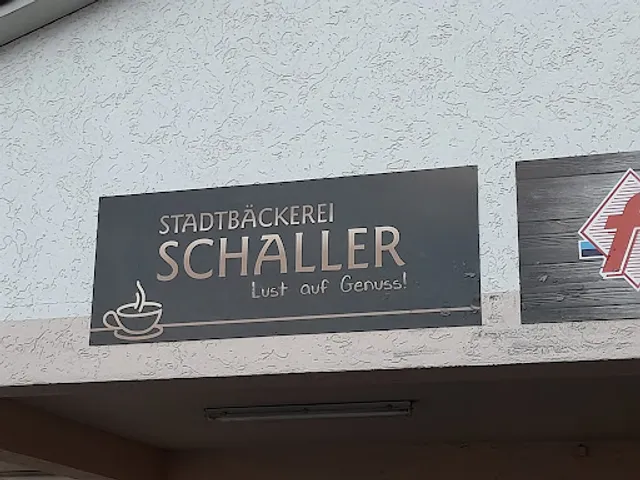 STADTBÄCKEREI
SCHALLER
Lust auf Genuss!